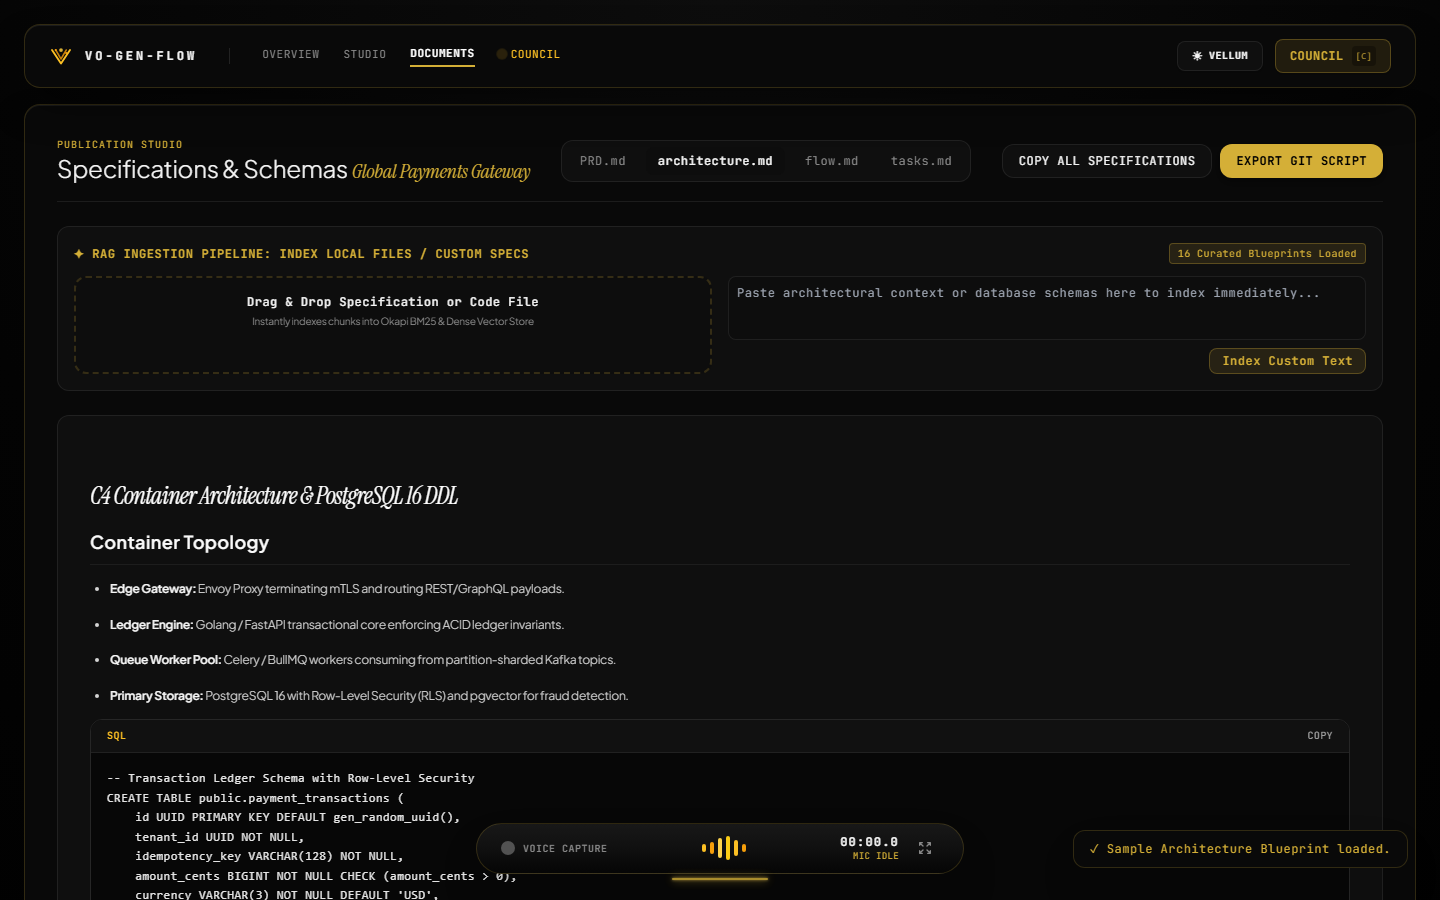 VO-GEN-FLOW
OVERVIEW
STUDIO
DOCUMENTS
COUNCIL
VELLUM
COUNCIL [C]
PUBLICATION STUDIO
Specifications & Schemas Global Payments Gateway
PRD.md
architecture.md
flow.md
tasks.md
COPY ALL SPECIFICATIONS
EXPORT GIT SCRIPT
✦ RAG INGESTION PIPELINE: INDEX LOCAL FILES / CUSTOM SPECS
16 Curated Blueprints Loaded
Drag & Drop Specification or Code File
Instantly indexes chunks into Okapi BM25 & Dense Vector Store
Paste architectural context or database schemas here to index immediately...
Index Custom Text
C4 Container Architecture & PostgreSQL 16 DDL
Container Topology
• Edge Gateway: Envoy Proxy terminating mTLS and routing REST/GraphQL payloads.
• Ledger Engine: Golang / FastAPI transactional core enforcing ACID ledger invariants.
• Queue Worker Pool: Celery / BullMQ workers consuming from partition-sharded Kafka topics.
• Primary Storage: PostgreSQL 16 with Row-Level Security (RLS) and pgvector for fraud detection.
SQL
COPY
-- Transaction Ledger Schema with Row-Level Security
CREATE TABLE public.payment_transactions (
id UUID PRIMARY KEY DEFAULT gen_random_uuid(),
tenant_id UUID NOT NULL,
idempotency_key VARCHAR(128) NOT NULL,
amount_cents BIGINT NOT NULL CHECK (amount_cents > 0),
currency VARCHAR(3) NOT NULL DEFAULT 'USD',
VOICE CAPTURE
00:00.0
MIC IDLE
✓ Sample Architecture Blueprint loaded.